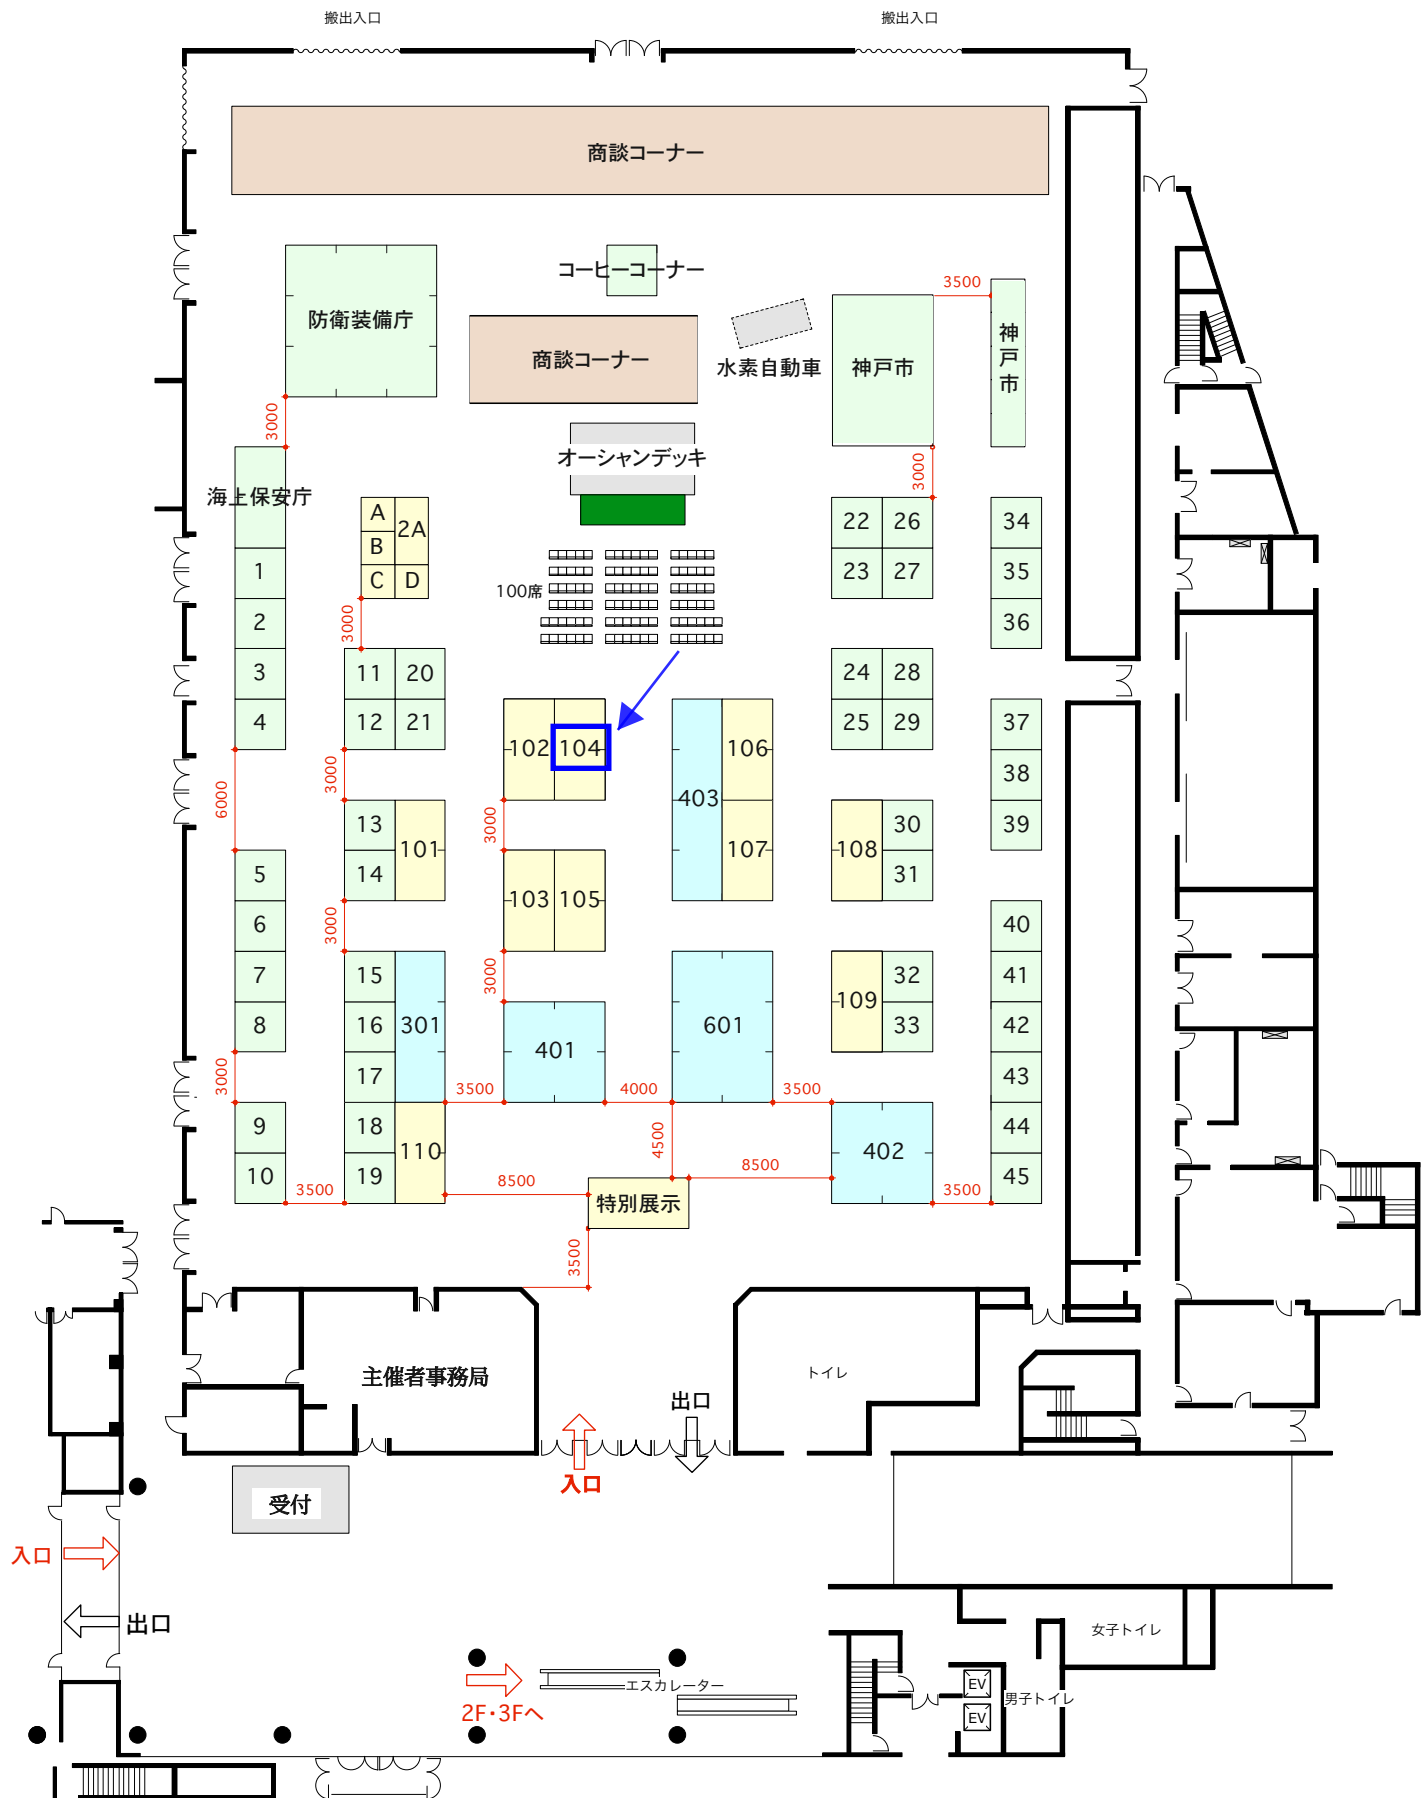 搬出入口
搬出入口
商談コーナー
コーヒーコーナー
防衛装備庁
3500
神戸市
商談コーナー
水素自動車
神戸市
3000
オーシャンデッキ
3000
海上保安庁
A
2A
B
C
D
22
26
34
1
23
27
35
100席
2
36
3000
3
11
20
24
28
4
12
21
25
29
37
102
104
106
38
6000
3000
403
13
30
39
3000
101
107
108
14
31
5
103
105
6
40
3000
7
15
32
41
3000
109
8
16
301
601
33
42
401
3000
17
43
3500
4000
3500
9
18
44
4500
110
402
10
19
8500
8500
45
3500
特別展示
3500
3500
主催者事務局
トイレ
出口
入口
受付
入口
出口
女子トイレ
エスカレーター
EV
男子トイレ
2F・3Fへ
EV